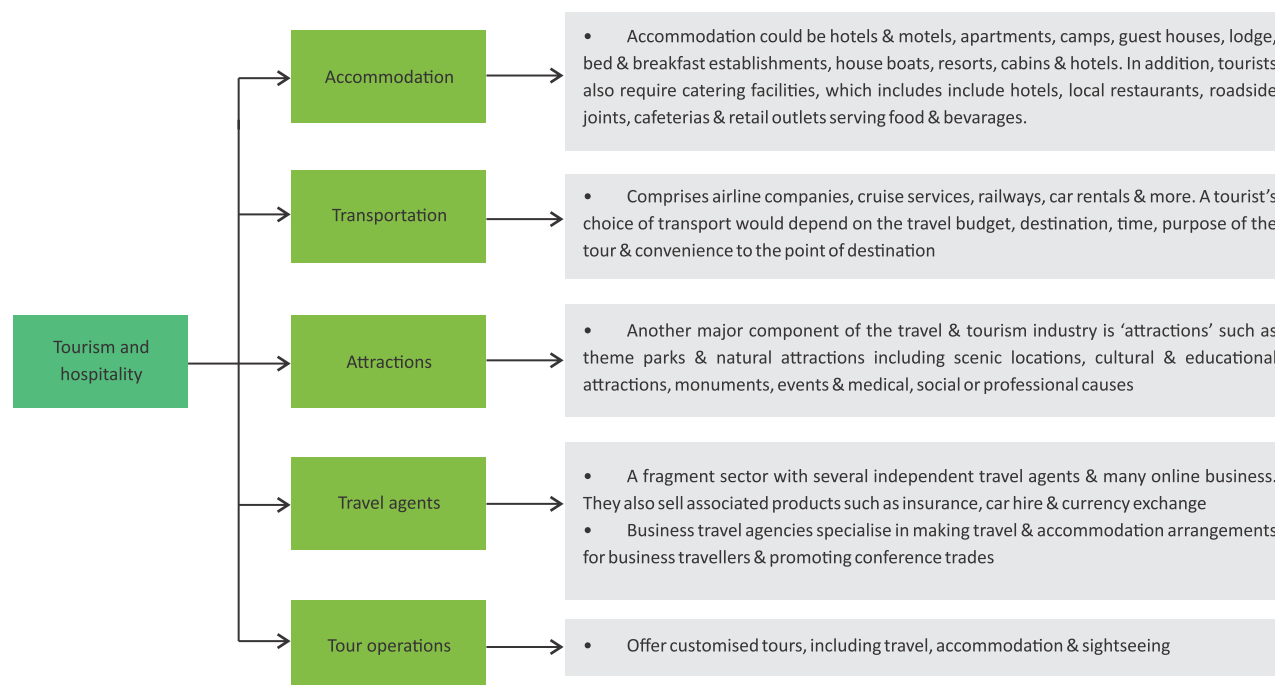 Tourism and
hospitality
Accommodation
• Accommodation could be hotels & motels, apartments, camps, guest houses, lodge,
bed & breakfast establishments, house boats, resorts, cabins & hotels. In addition, tourists
also require catering facilities, which includes include hotels, local restaurants, roadside
joints, cafeterias & retail outlets serving food & bevarages.
Transportation
• Comprises airline companies, cruise services, railways, car rentals & more. A tourist’s
choice of transport would depend on the travel budget, destination, time, purpose of the
tour & convenience to the point of destination
Attractions
• Another major component of the travel & tourism industry is ‘attractions’ such as
theme parks & natural attractions including scenic locations, cultural & educational
attractions, monuments, events & medical, social or professional causes
Travel agents
• A fragment sector with several independent travel agents & many online business.
They also sell associated products such as insurance, car hire & currency exchange
• Business travel agencies specialise in making travel & accommodation arrangements
for business travellers & promoting conference trades
Tour operations
• Offer customised tours, including travel, accommodation & sightseeing